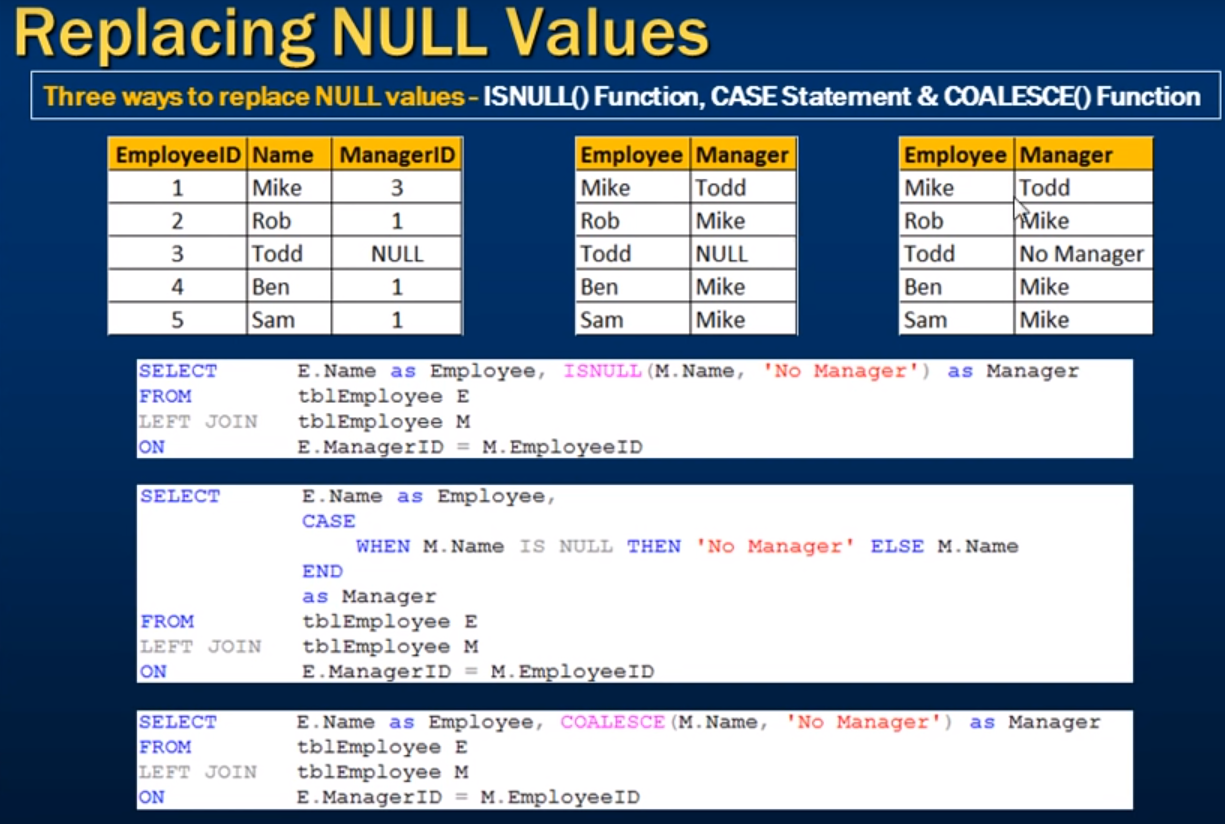 Replacing NULL Values
Three ways to replace NULL values - ISNULL() Function, CASE Statement & COALESCE() Function
EmployeeID Name ManagerID
1 Mike 3
2 Rob 1
3 Todd NULL
4 Ben 1
5 Sam 1
Employee Manager
Mike Todd
Rob Mike
Todd NULL
Ben Mike
Sam Mike
Employee Manager
Mike Todd
Rob Mike
Todd No Manager
Ben Mike
Sam Mike
SELECT E.Name as Employee, ISNULL(M.Name, 'No Manager') as Manager
FROM tblEmployee E
LEFT JOIN tblEmployee M
ON E.ManagerID = M.EmployeeID
SELECT E.Name as Employee,
CASE
WHEN M.Name IS NULL THEN 'No Manager' ELSE M.Name
END
as Manager
FROM tblEmployee E
LEFT JOIN tblEmployee M
ON E.ManagerID = M.EmployeeID
SELECT E.Name as Employee, COALESCE(M.Name, 'No Manager') as Manager
FROM tblEmployee E
LEFT JOIN tblEmployee M
ON E.ManagerID = M.EmployeeID